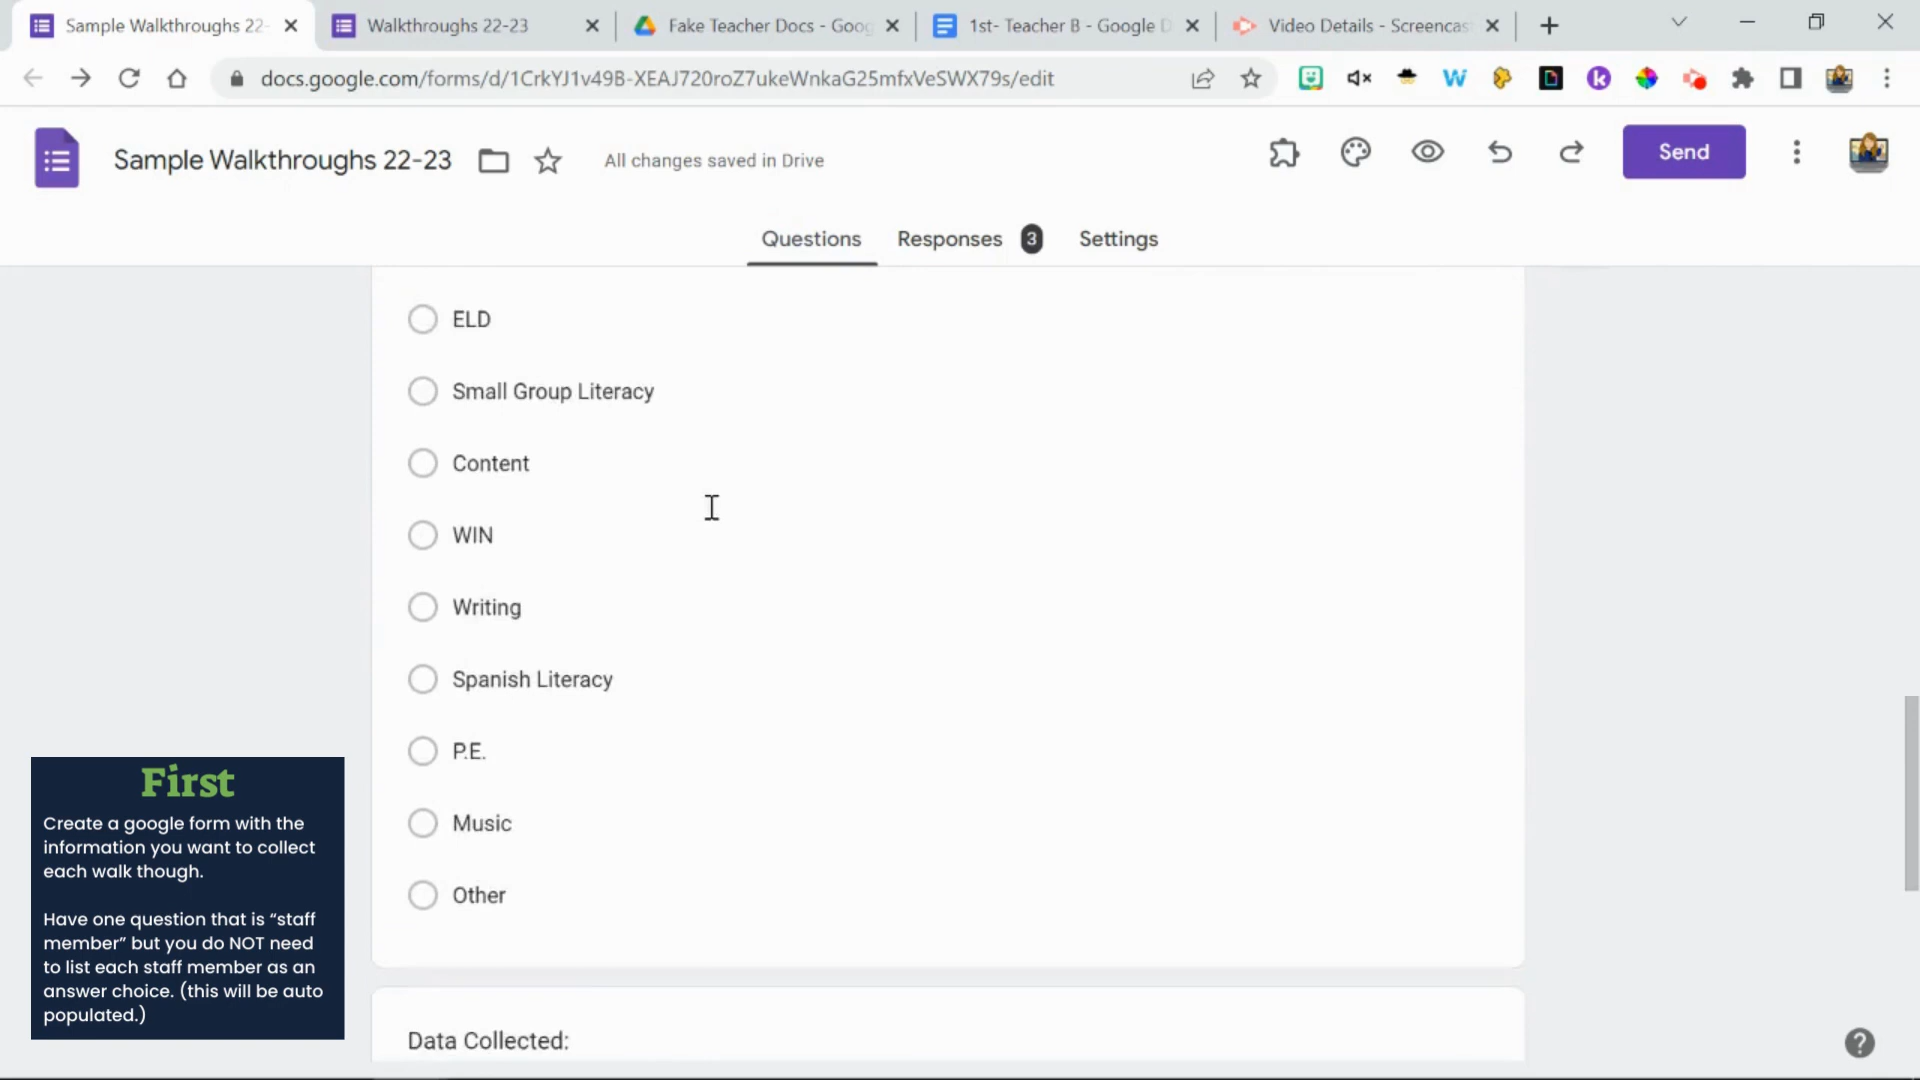 Sample Walkthroughs 22-
Walkthroughs 22-23
Fake Teacher Docs - Goog
1st- Teacher B - Google D
Video Details - Screencas
docs.google.com/forms/d/1CrkYJ1v49B-XEAJ720roZ7ukeWnkaG25mfxVeSWX79s/edit
Sample Walkthroughs 22-23
All changes saved in Drive
Send
Questions
Responses 3
Settings
ELD
Small Group Literacy
Content
WIN
Writing
Spanish Literacy
P.E.
Music
Other
Data Collected:
First
Create a google form with the
information you want to collect
each walk though.
Have one question that is “staff
member” but you do NOT need
to list each staff member as an
answer choice. (this will be auto
populated.)